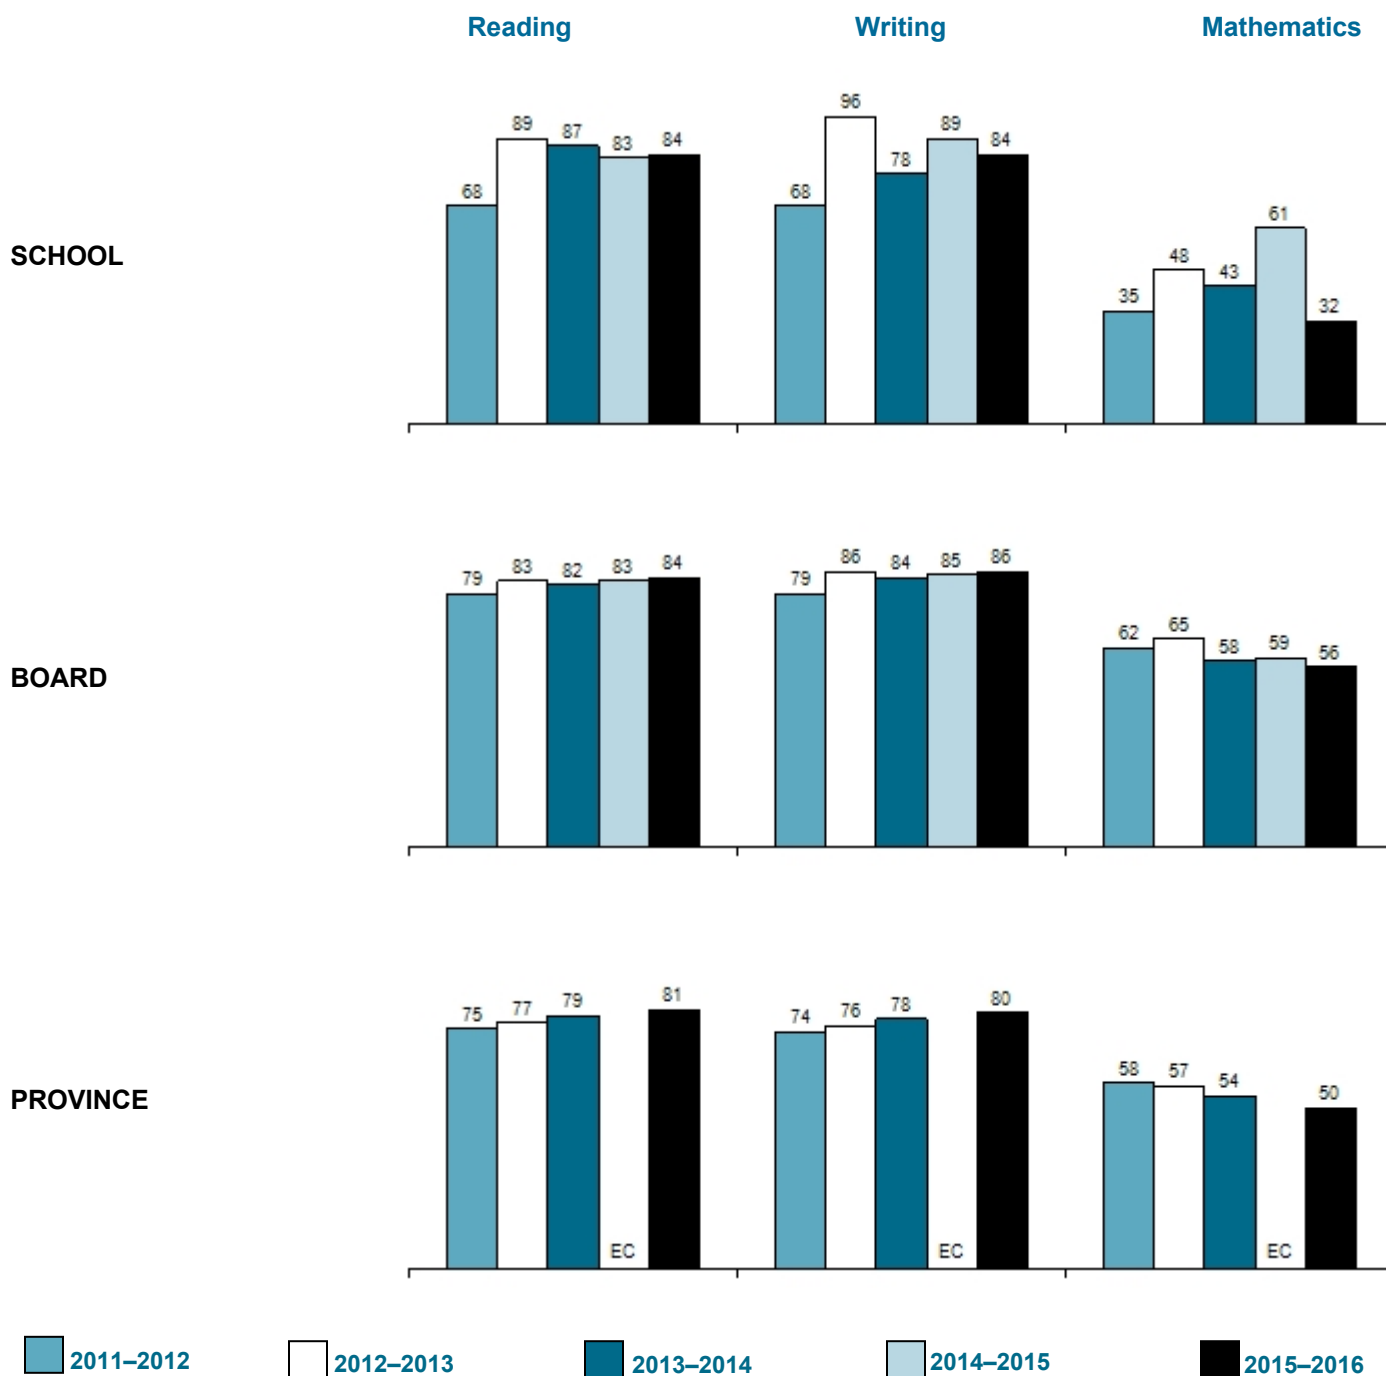 Reading Writing Mathematics
SCHOOL
68 89 87 83 84 68 96 78 89 84 35 48 43 61 32
BOARD
79 83 82 83 84 79 86 84 85 86 62 65 58 59 56
PROVINCE
75 77 79 EC 81 74 76 78 EC 80 58 57 54 EC 50
2011–2012 2012–2013 2013–2014 2014–2015 2015–2016